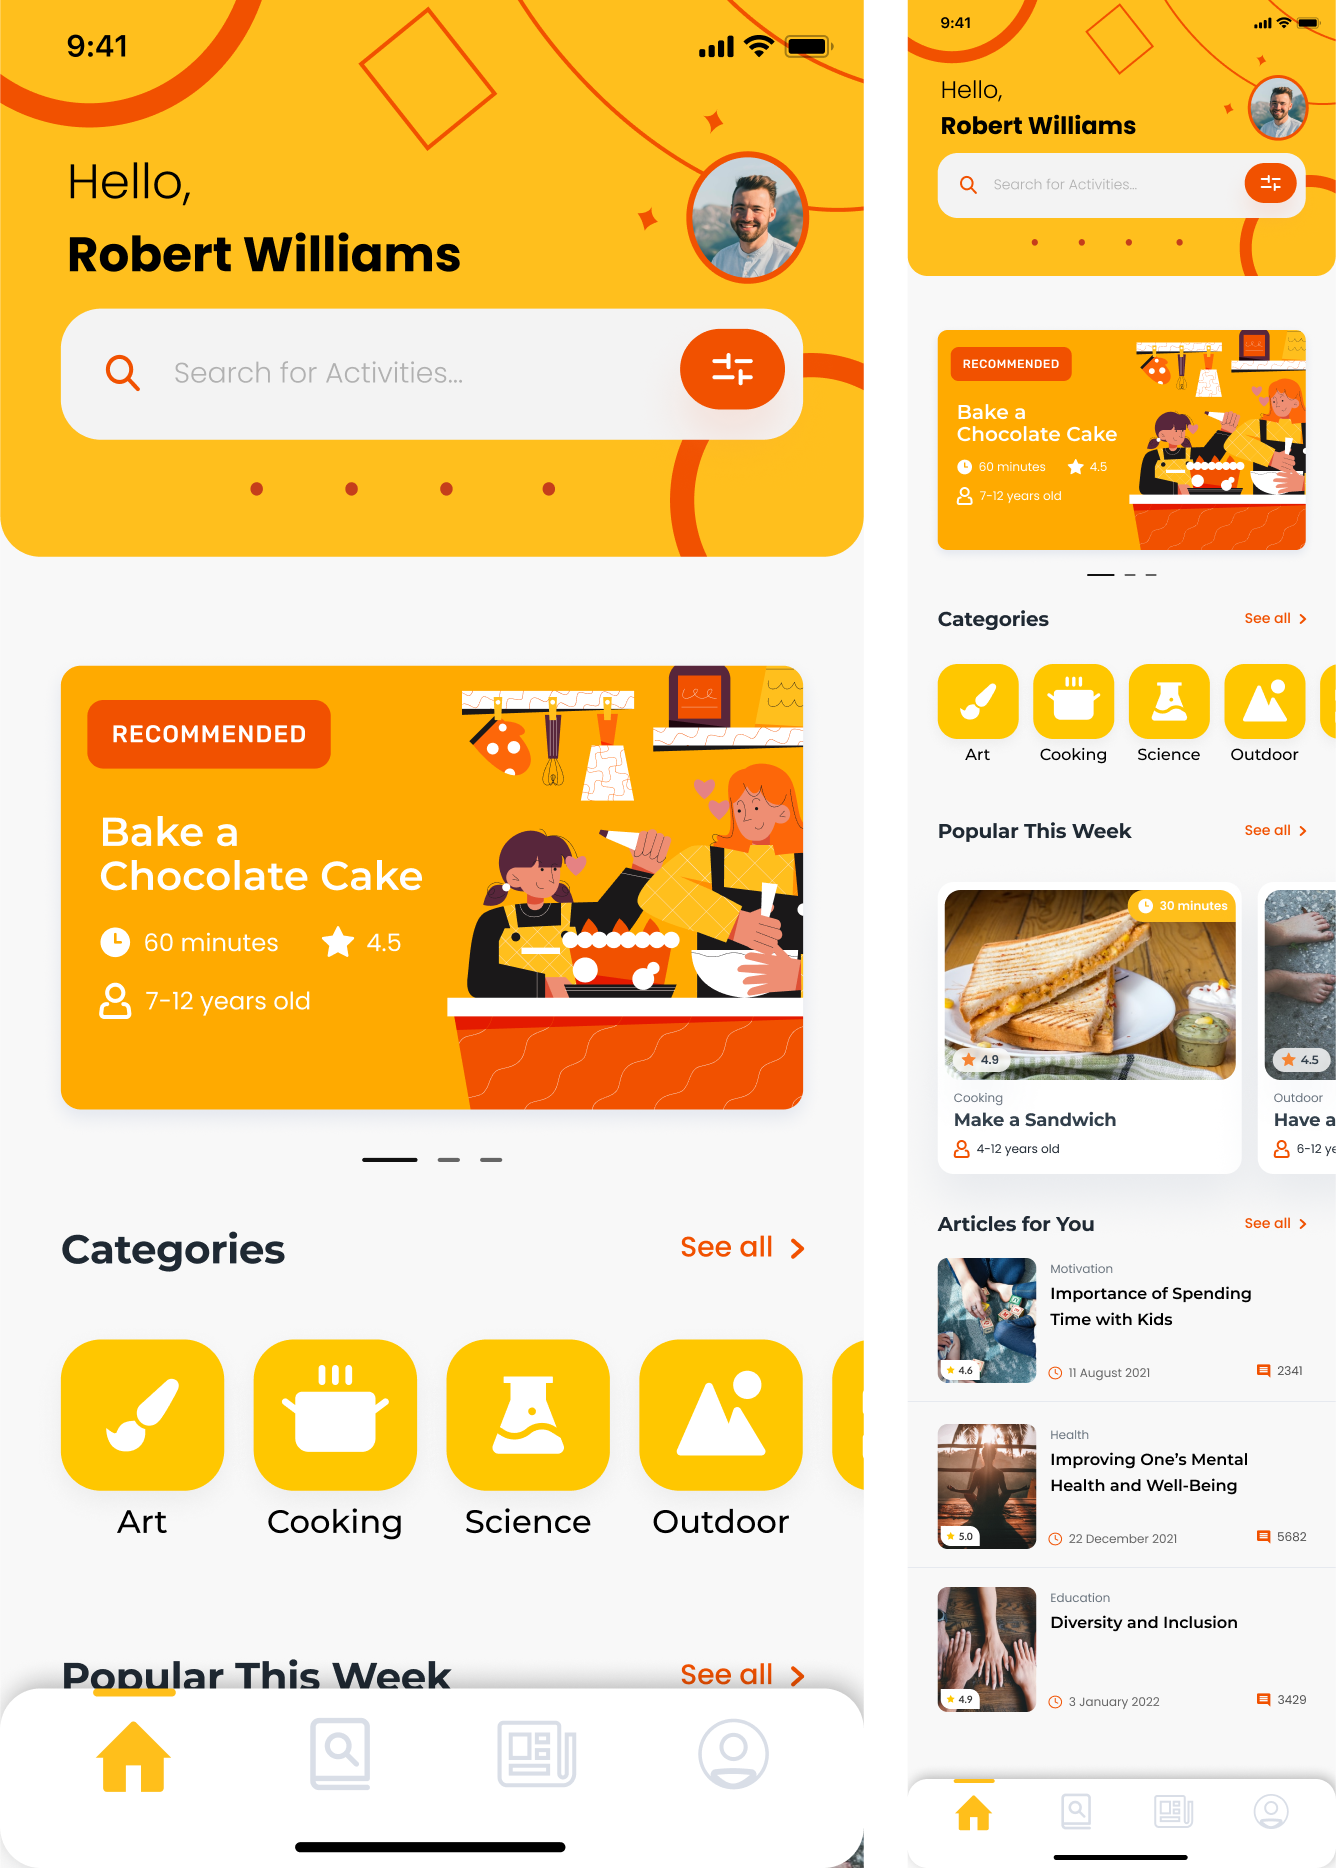 9:41
Hello,
Robert Williams
Search for Activities...
RECOMMENDED
Bake a
Chocolate Cake
60 minutes 4.5
7-12 years old
Categories See all
Art Cooking Science Outdoor
Popular This Week See all
9:41
Hello,
Robert Williams
Search for Activities...
RECOMMENDED
Bake a
Chocolate Cake
60 minutes 4.5
7-12 years old
Categories See all
Art Cooking Science Outdoor
Popular This Week See all
30 minutes
4.9 4.5
Cooking Outdoor
Make a Sandwich Have a
4-12 years old 6-12 ye
Articles for You See all
Motivation
Importance of Spending
Time with Kids
4.6 11 August 2021 2341
Health
Improving One’s Mental
Health and Well-Being
5.0 22 December 2021 5682
Education
Diversity and Inclusion
4.9 3 January 2022 3429